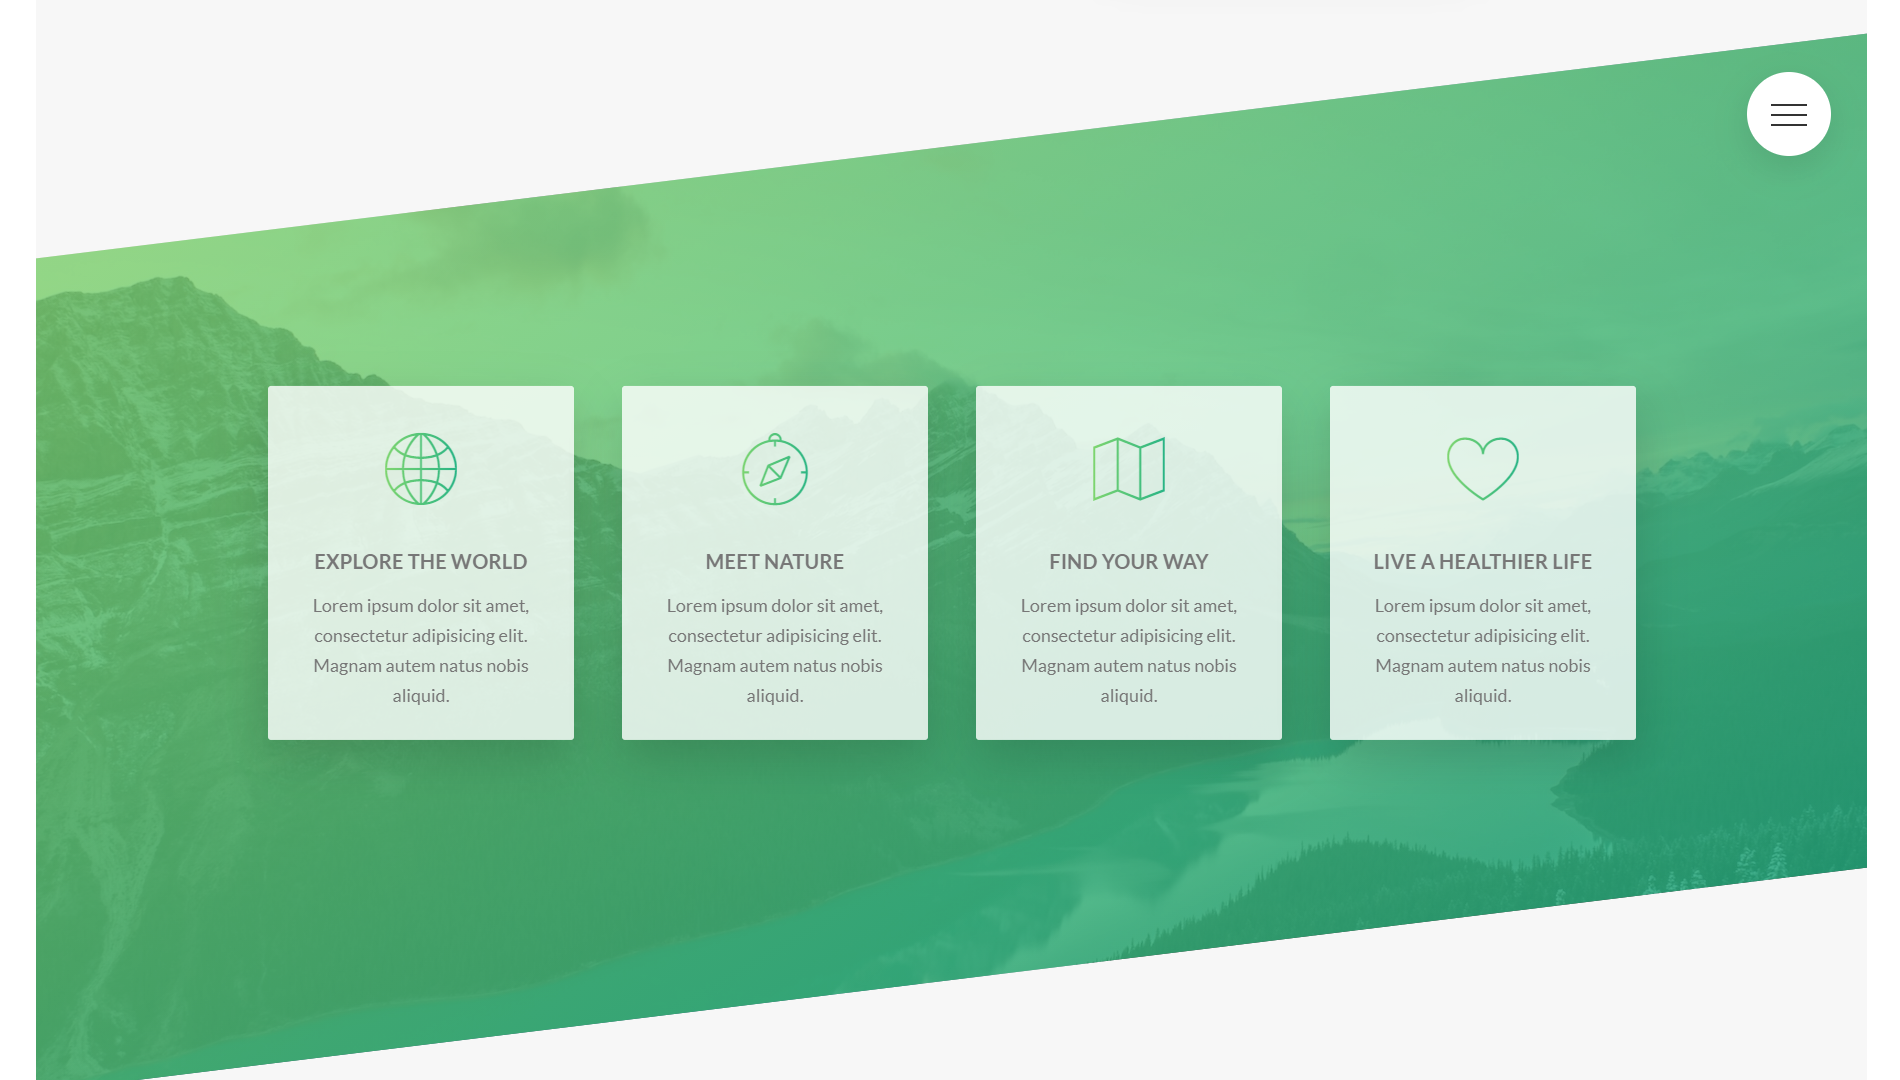 EXPLORE THE WORLD
Lorem ipsum dolor sit amet,
consectetur adipisicing elit.
Magnam autem natus nobis
aliquid.
MEET NATURE
Lorem ipsum dolor sit amet,
consectetur adipisicing elit.
Magnam autem natus nobis
aliquid.
FIND YOUR WAY
Lorem ipsum dolor sit amet,
consectetur adipisicing elit.
Magnam autem natus nobis
aliquid.
LIVE A HEALTHIER LIFE
Lorem ipsum dolor sit amet,
consectetur adipisicing elit.
Magnam autem natus nobis
aliquid.